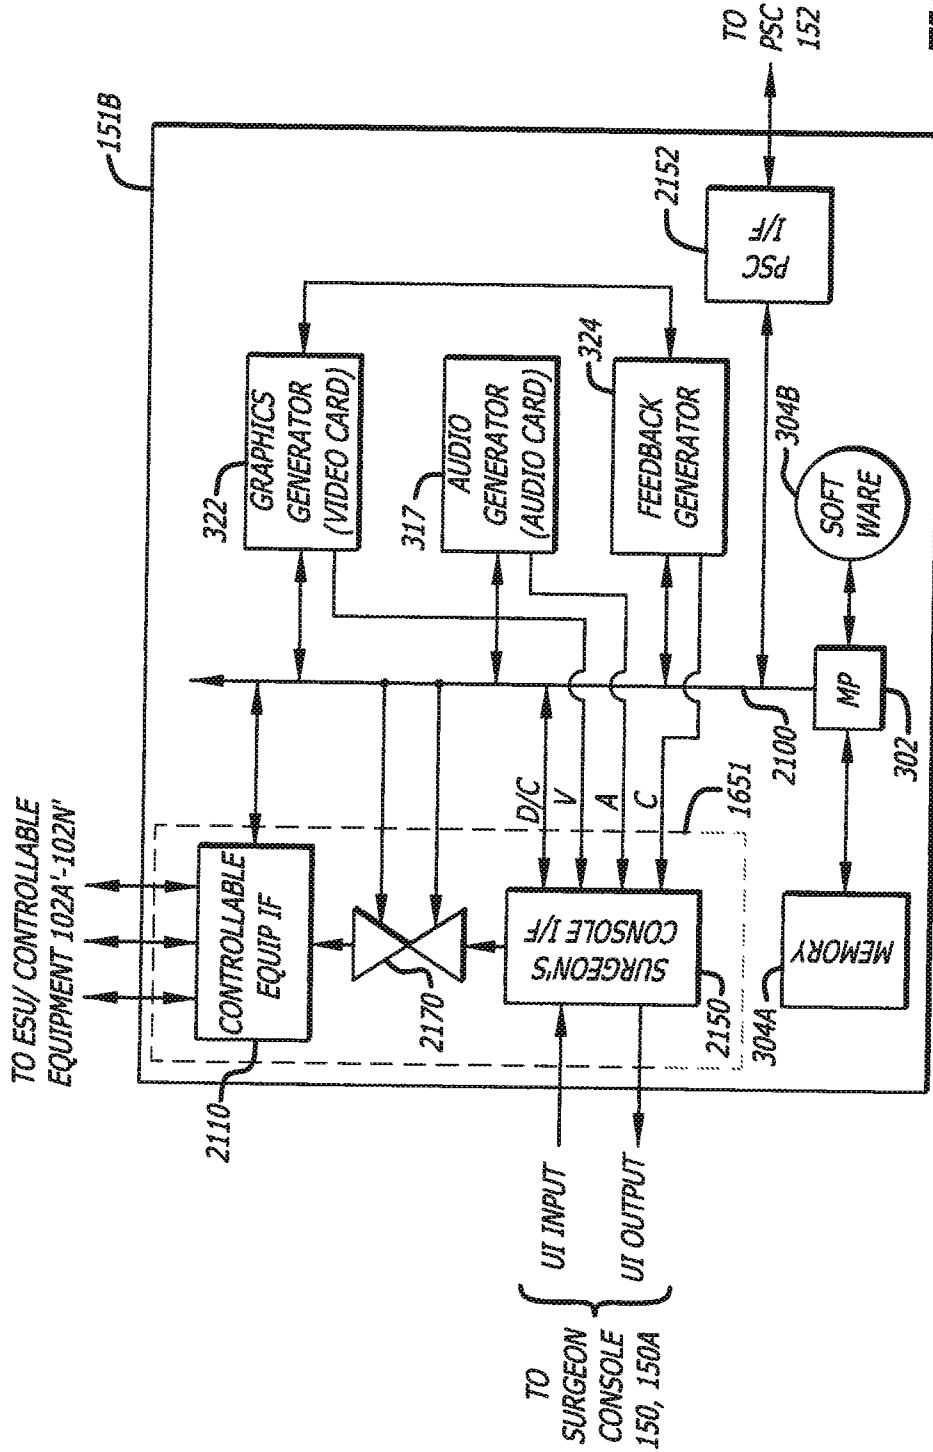 TO ESU/ CONTROLLABLE
EQUIPMENT 102A'-102N'
151B
2110
CONTROLLABLE
EQUIP IF
322
GRAPHICS
GENERATOR
(VIDEO CARD)
2170
317
AUDIO
GENERATOR
(AUDIO CARD)
TO
SURGEON
CONSOLE
150, 150A
UI INPUT
UI OUTPUT
SURGEON'S
CONSOLE I/F
2150
D/C
V
A
C
1651
324
FEEDBACK
GENERATOR
2152
PSC
I/F
TO
PSC
152
304A
MEMORY
2100
MP
302
304B
SOFT
WARE